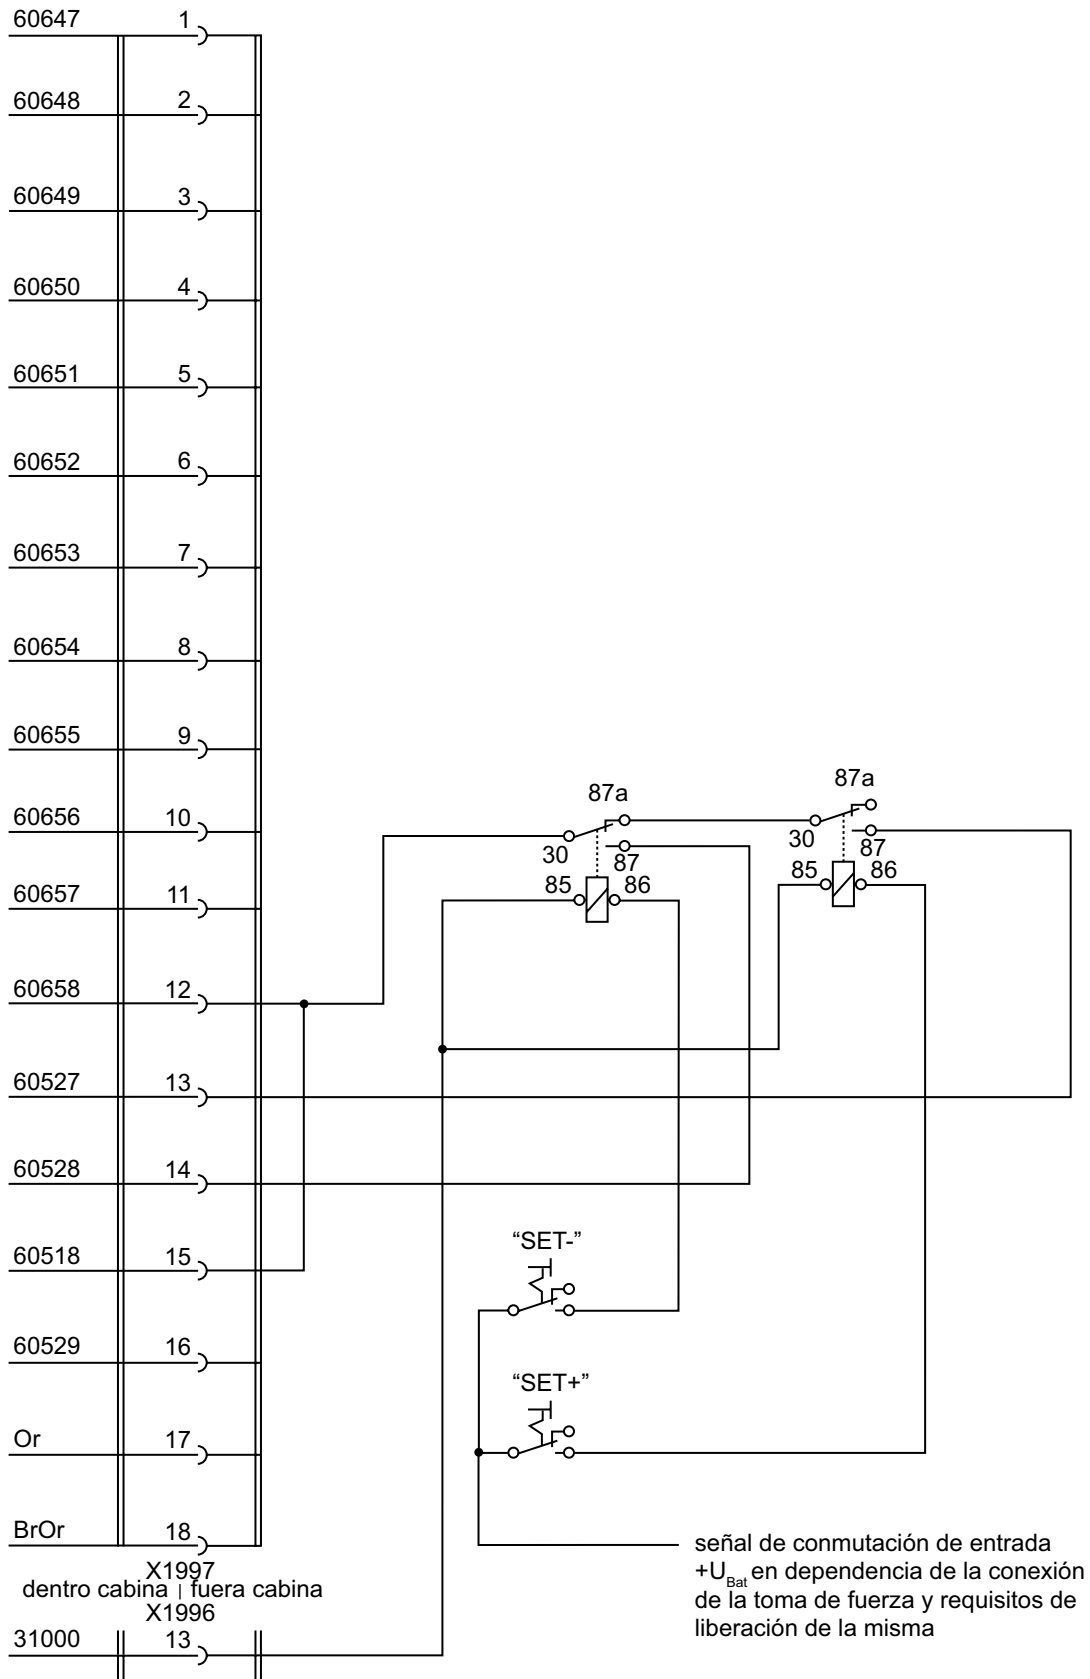 60647 1
60648 2
60649 3
60650 4
60651 5
60652 6
60653 7
60654 8
60655 9
87a
87a
60656 10
30
87
30
87
85
86
85
86
60657 11
60658 12
60527 13
60528 14
“SET-”
60518 15
60529 16
“SET+”
Or 17
BrOr 18
señal de conmutación de entrada
+UBat en dependencia de la conexión
de la toma de fuerza y requisitos de
liberación de la misma
X1997
dentro cabina | fuera cabina
X1996
31000 13